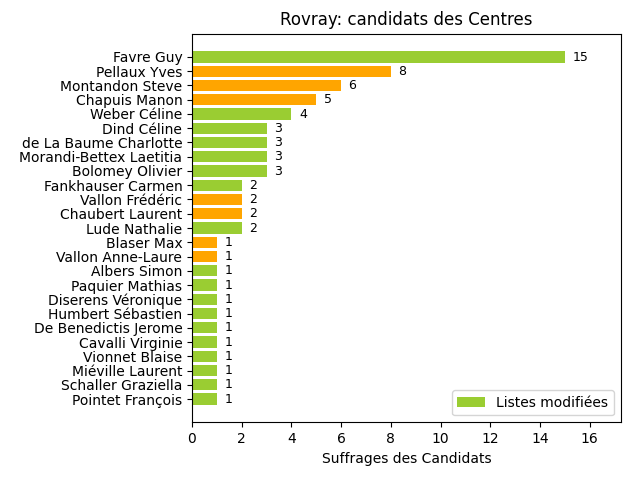 Rovray: candidats des Centres
Favre Guy 15
Pellaux Yves 8
Montandon Steve 6
Chapuis Manon 5
Weber Céline 4
Dind Céline 3
de La Baume Charlotte 3
Morandi-Bettex Laetitia 3
Bolomey Olivier 3
Fankhauser Carmen 2
Vallon Frédéric 2
Chaubert Laurent 2
Lude Nathalie 2
Blaser Max 1
Vallon Anne-Laure 1
Albers Simon 1
Paquier Mathias 1
Diserens Véronique 1
Humbert Sébastien 1
De Benedictis Jerome 1
Cavalli Virginie 1
Vionnet Blaise 1
Miéville Laurent 1
Schaller Graziella 1
Pointet François 1
Listes modifiées
0 2 4 6 8 10 12 14 16
Suffrages des Candidats